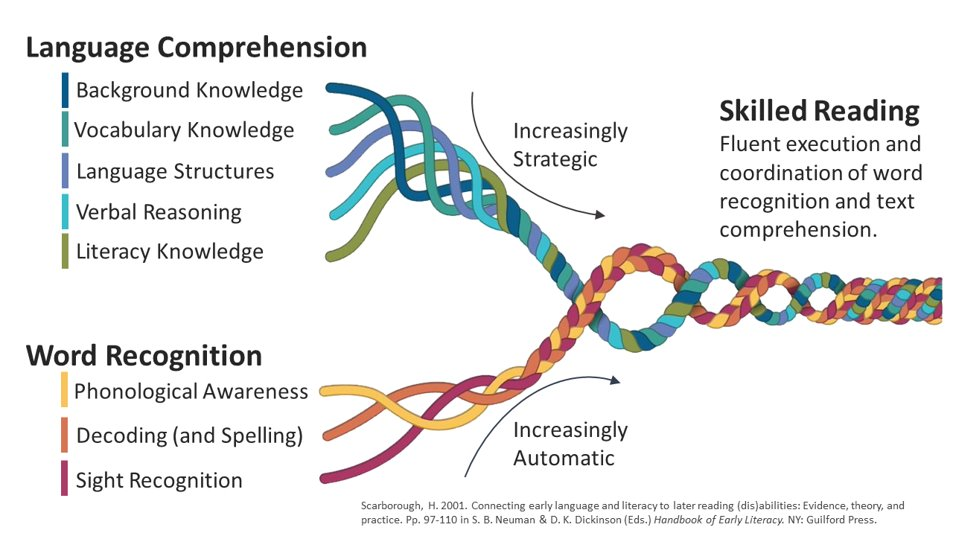 Language Comprehension
Background Knowledge
Vocabulary Knowledge
Language Structures
Verbal Reasoning
Literacy Knowledge
Increasingly
Strategic
Skilled Reading
Fluent execution and
coordination of word
recognition and text
comprehension.
Word Recognition
Phonological Awareness
Decoding (and Spelling)
Sight Recognition
Increasingly
Automatic
Scarborough, H. 2001. Connecting early language and literacy to later reading (dis)abilities: Evidence, theory, and
practice. Pp. 97-110 in S. B. Neuman & D. K. Dickinson (Eds.) Handbook of Early Literacy. NY: Guilford Press.